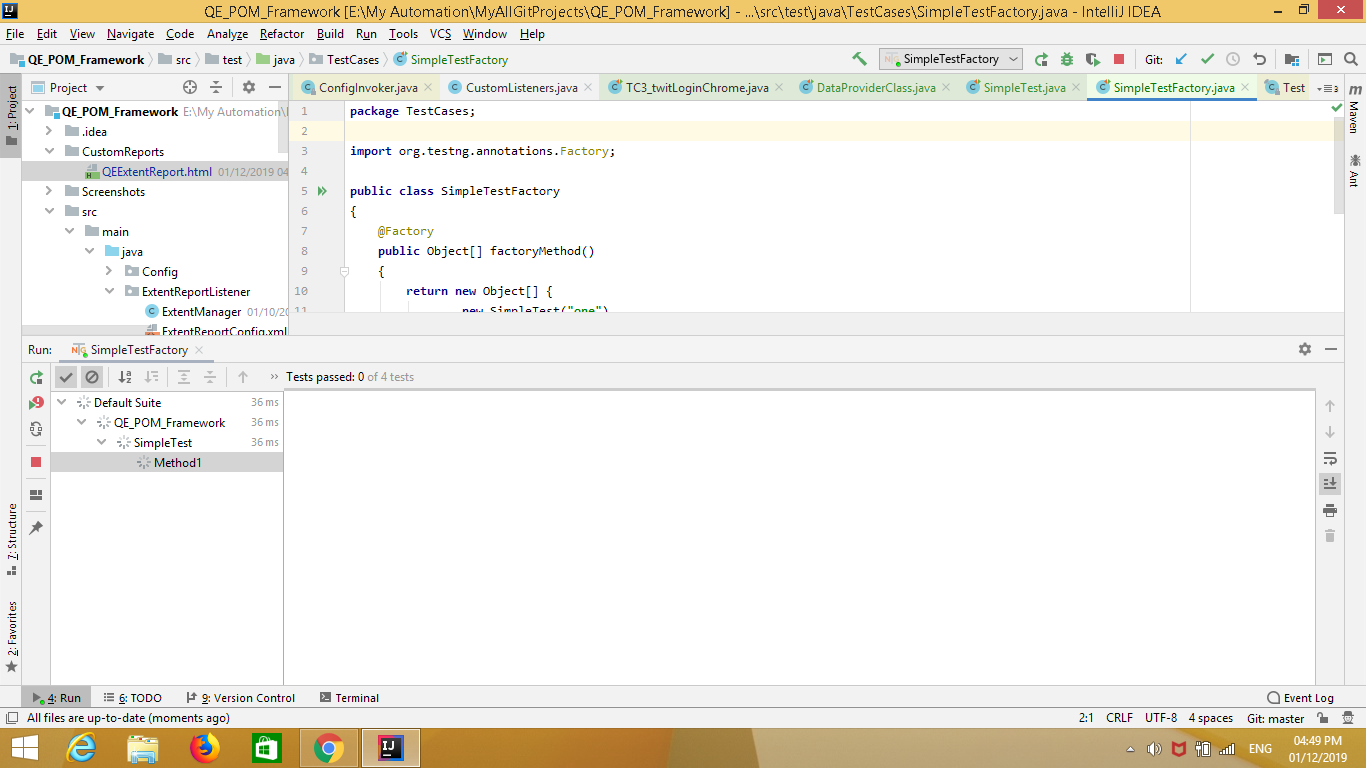 QE_POM_Framework [E:\My Automation\MyAllGitProjects\QE_POM_Framework] - ...\src\test\java\TestCases\SimpleTestFactory.java - IntelliJ IDEA
File Edit View Navigate Code Analyze Refactor Build Run Tools VCS Window Help
QE_POM_Framework src test java TestCases SimpleTestFactory
SimpleTestFactory Git:
Project
ConfigInvoker.java CustomListeners.java TC3_twitLoginChrome.java DataProviderClass.java SimpleTest.java SimpleTestFactory.java Test
1: Project
QE_POM_Framework E:\My Automation\
.idea
CustomReports
QEExtentReport.html 01/12/2019 04
Screenshots
src
main
java
Config
ExtentReportListener
ExtentManager 01/10/20
ExtentReportConfig.xml
1 package TestCases;
2
3 import org.testng.annotations.Factory;
4
5 public class SimpleTestFactory
6 {
7 @Factory
8 public Object[] factoryMethod()
9 {
10 return new Object[] {
11 new SimpleTest("one")
Maven
Ant
Run: SimpleTestFactory
Tests passed: 0 of 4 tests
Default Suite 36 ms
QE_POM_Framework 36 ms
SimpleTest 36 ms
Method1
7: Structure
2: Favorites
4: Run 6: TODO 9: Version Control Terminal Event Log
All files are up-to-date (moments ago) 2:1 CRLF UTF-8 4 spaces Git: master
ENG 04:49 PM
01/12/2019